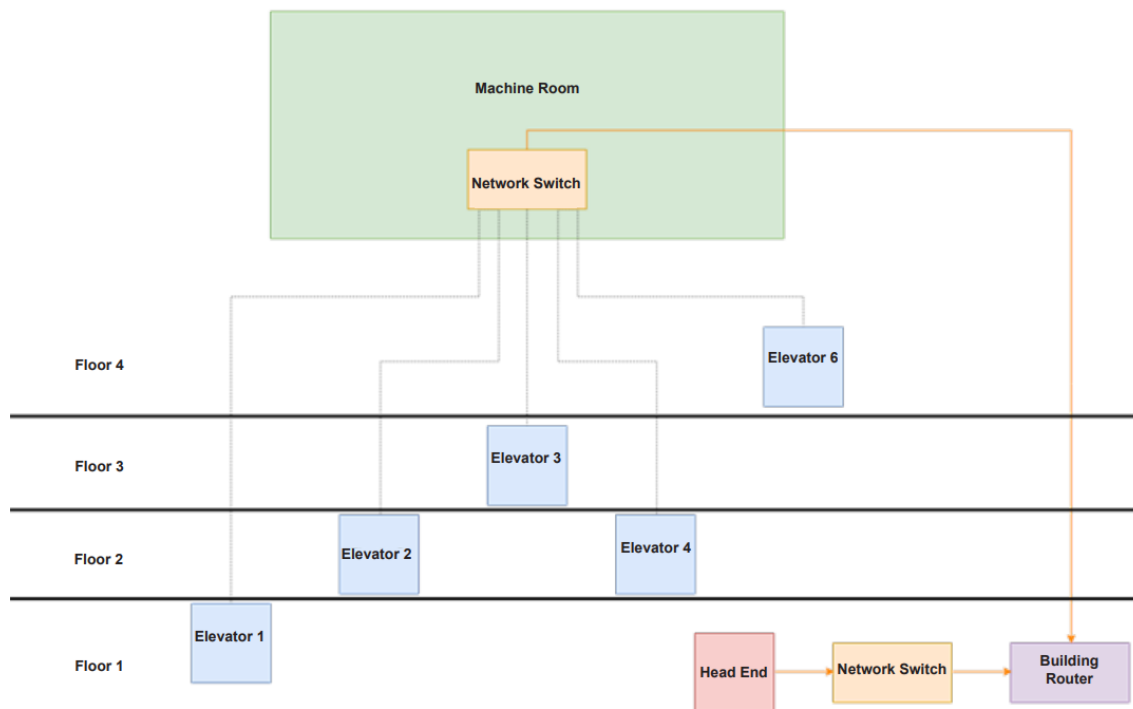 Machine Room
Network Switch
Floor 4
Elevator 6
Floor 3
Elevator 3
Floor 2
Elevator 2
Elevator 4
Floor 1
Elevator 1
Head End
Network Switch
Building
Router